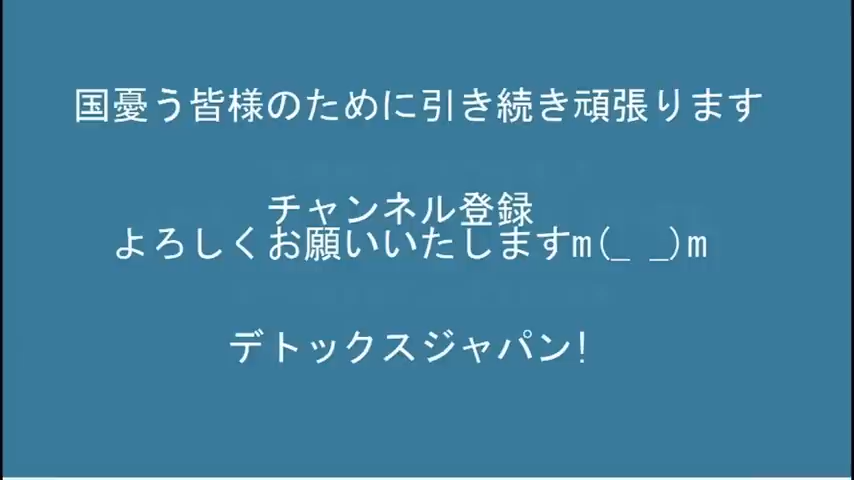 国憂う皆様のために引き続き頑張ります
チャンネル登録
よろしくお願いいたしますm(_ _)m
デトックスジャパン!